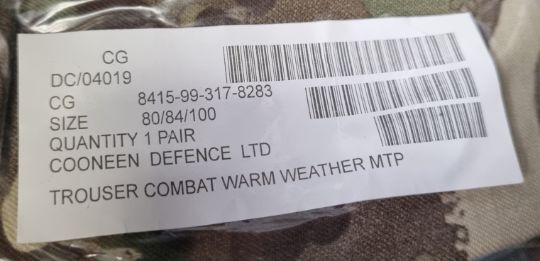 CG
DC/04019
CG 8415-99-317-8283
SIZE 80/84/100
QUANTITY 1 PAIR
COONEEN DEFENCE LTD
TROUSER COMBAT WARM WEATHER MTP